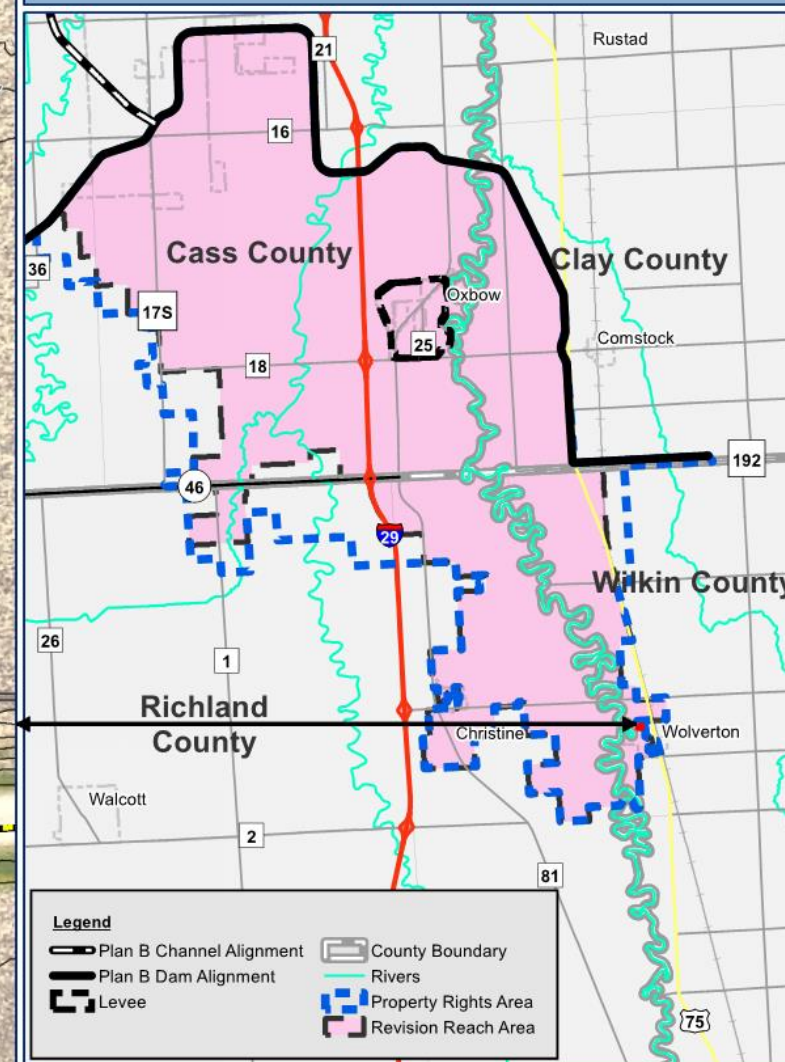 Rustad
21
16
Cass County
Clay County
36
17S
Oxbow
25
Comstock
18
192
46
29
Wilkin County
26
1
Richland
County
Christine
Wolverton
Walcott
2
81
75
Legend
Plan B Channel Alignment
County Boundary
Plan B Dam Alignment
Rivers
Levee
Property Rights Area
Revision Reach Area